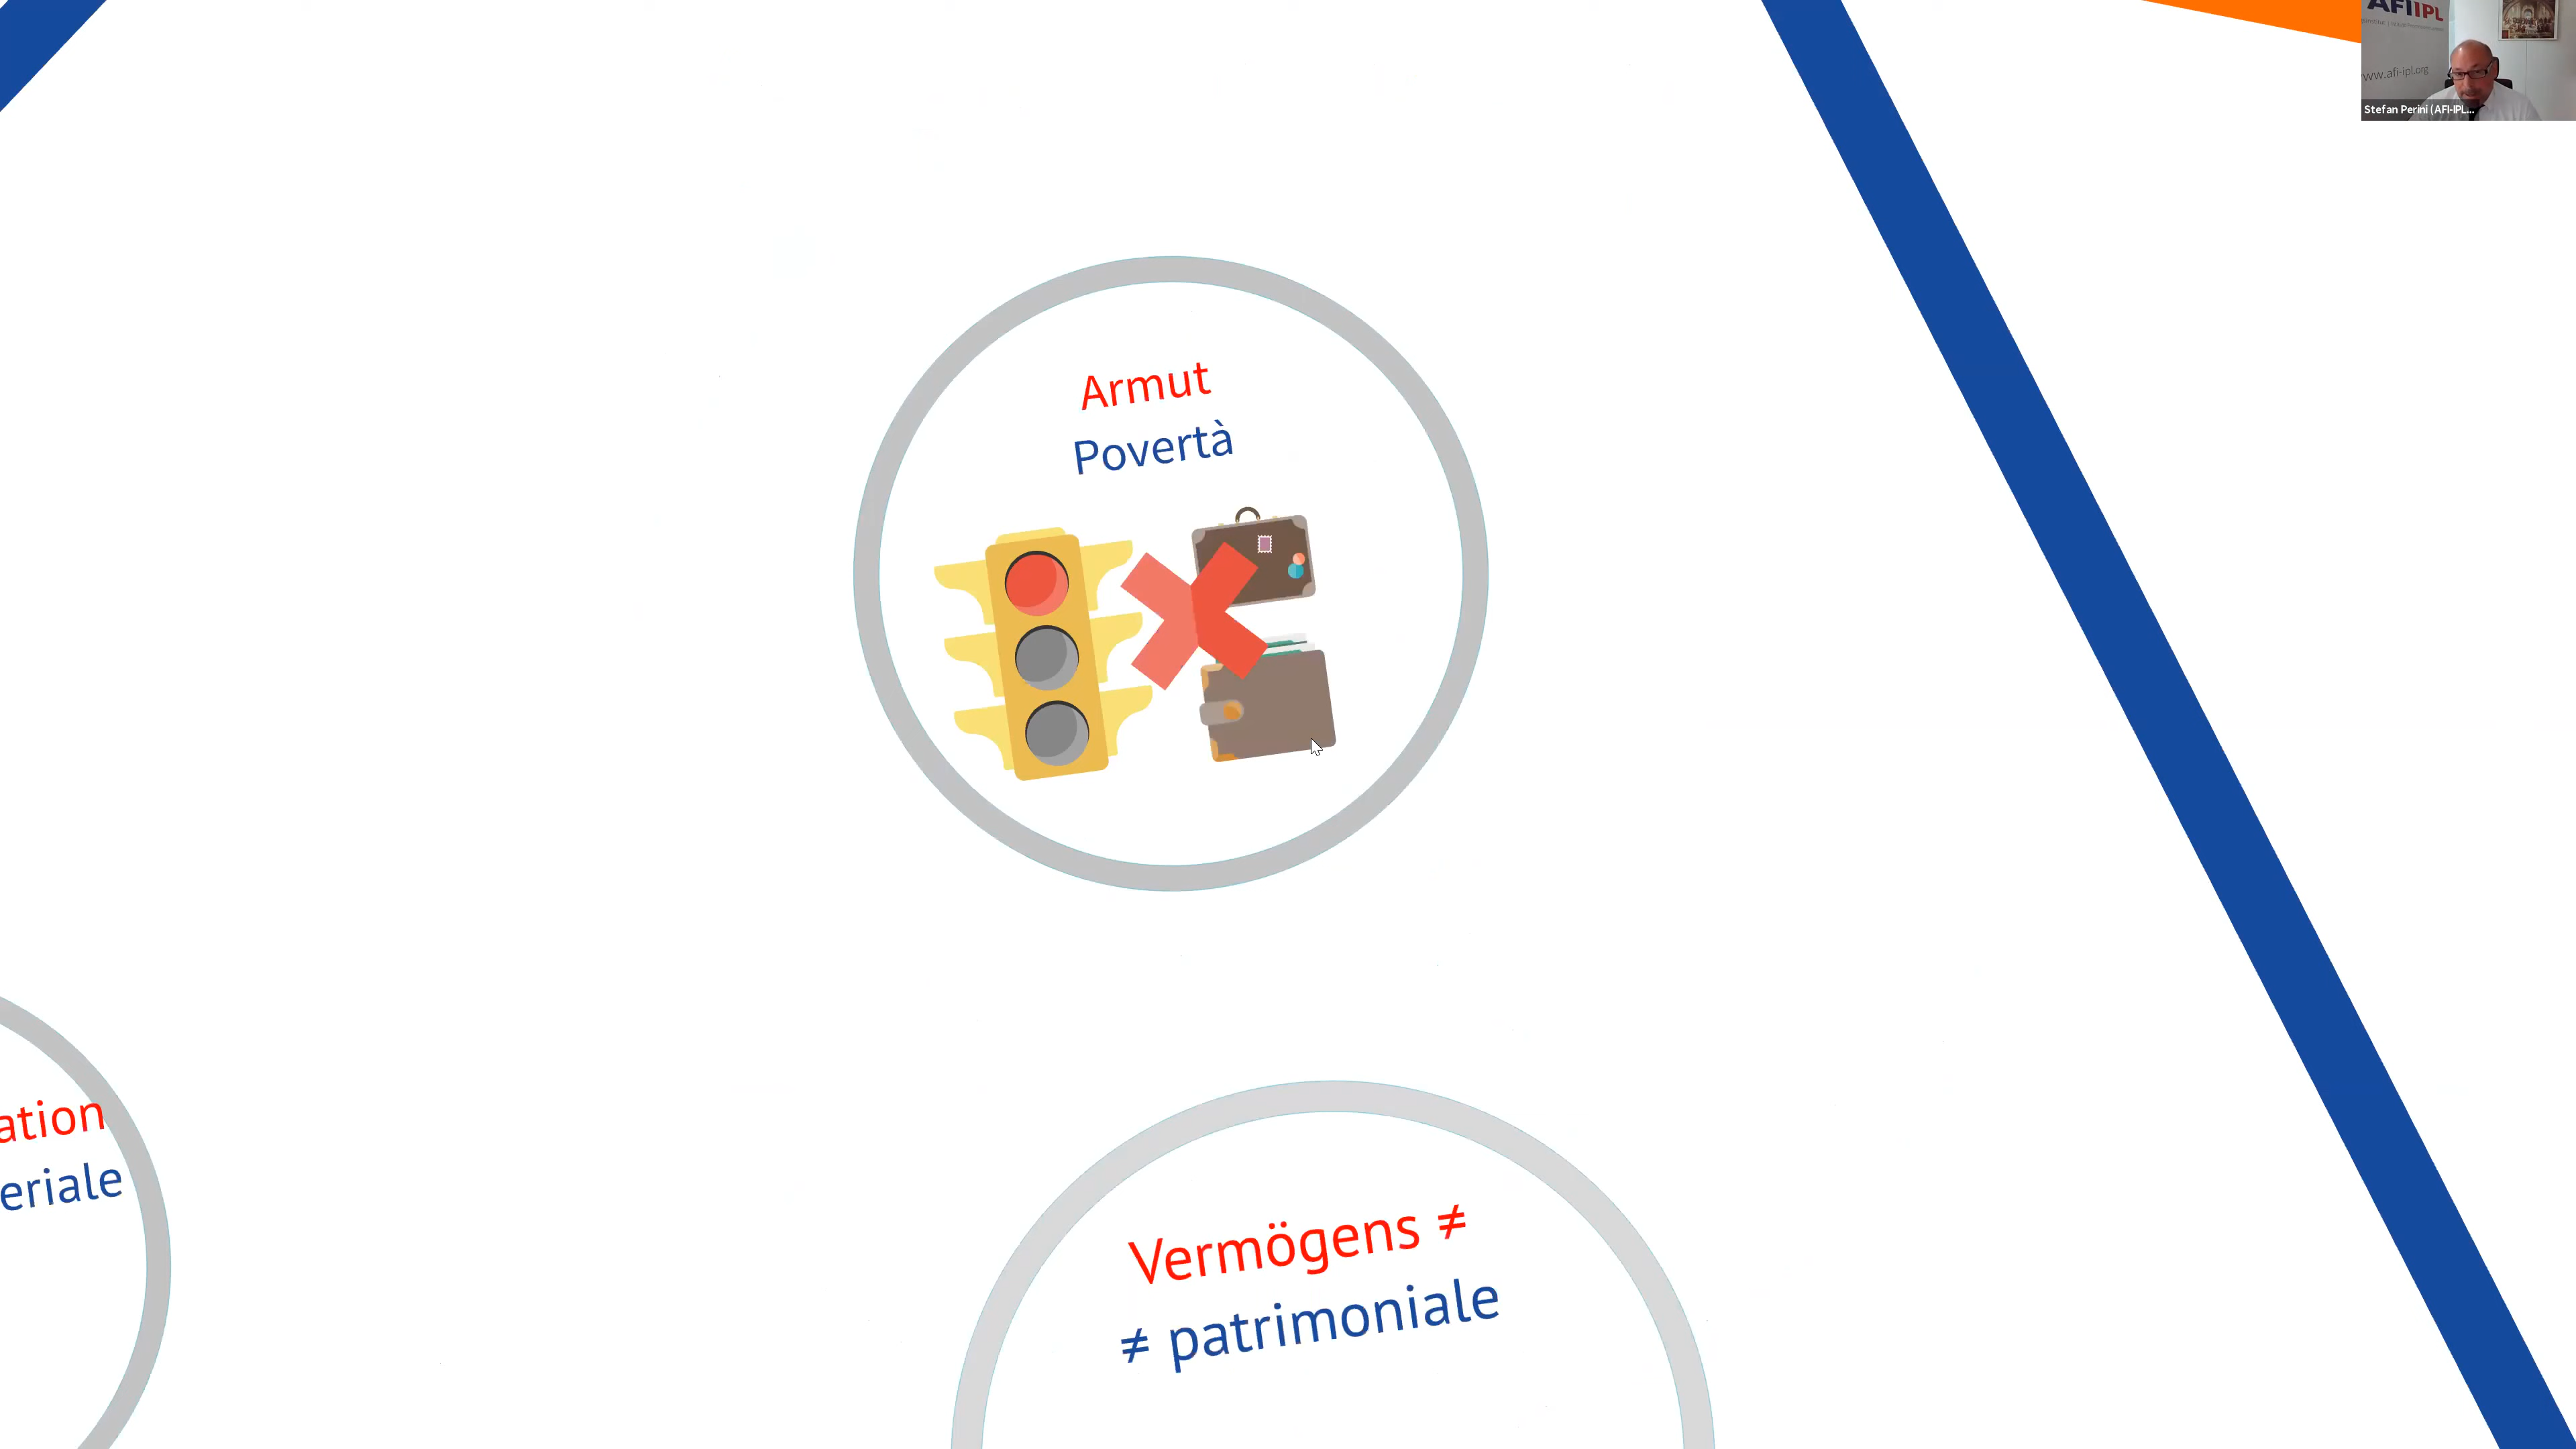 AFI IPL
www.afi-ipl.org
Stefan Perini (AFI-IPL...
Armut
Povertà
ation
eriale
Vermögens ≠
≠ patrimoniale